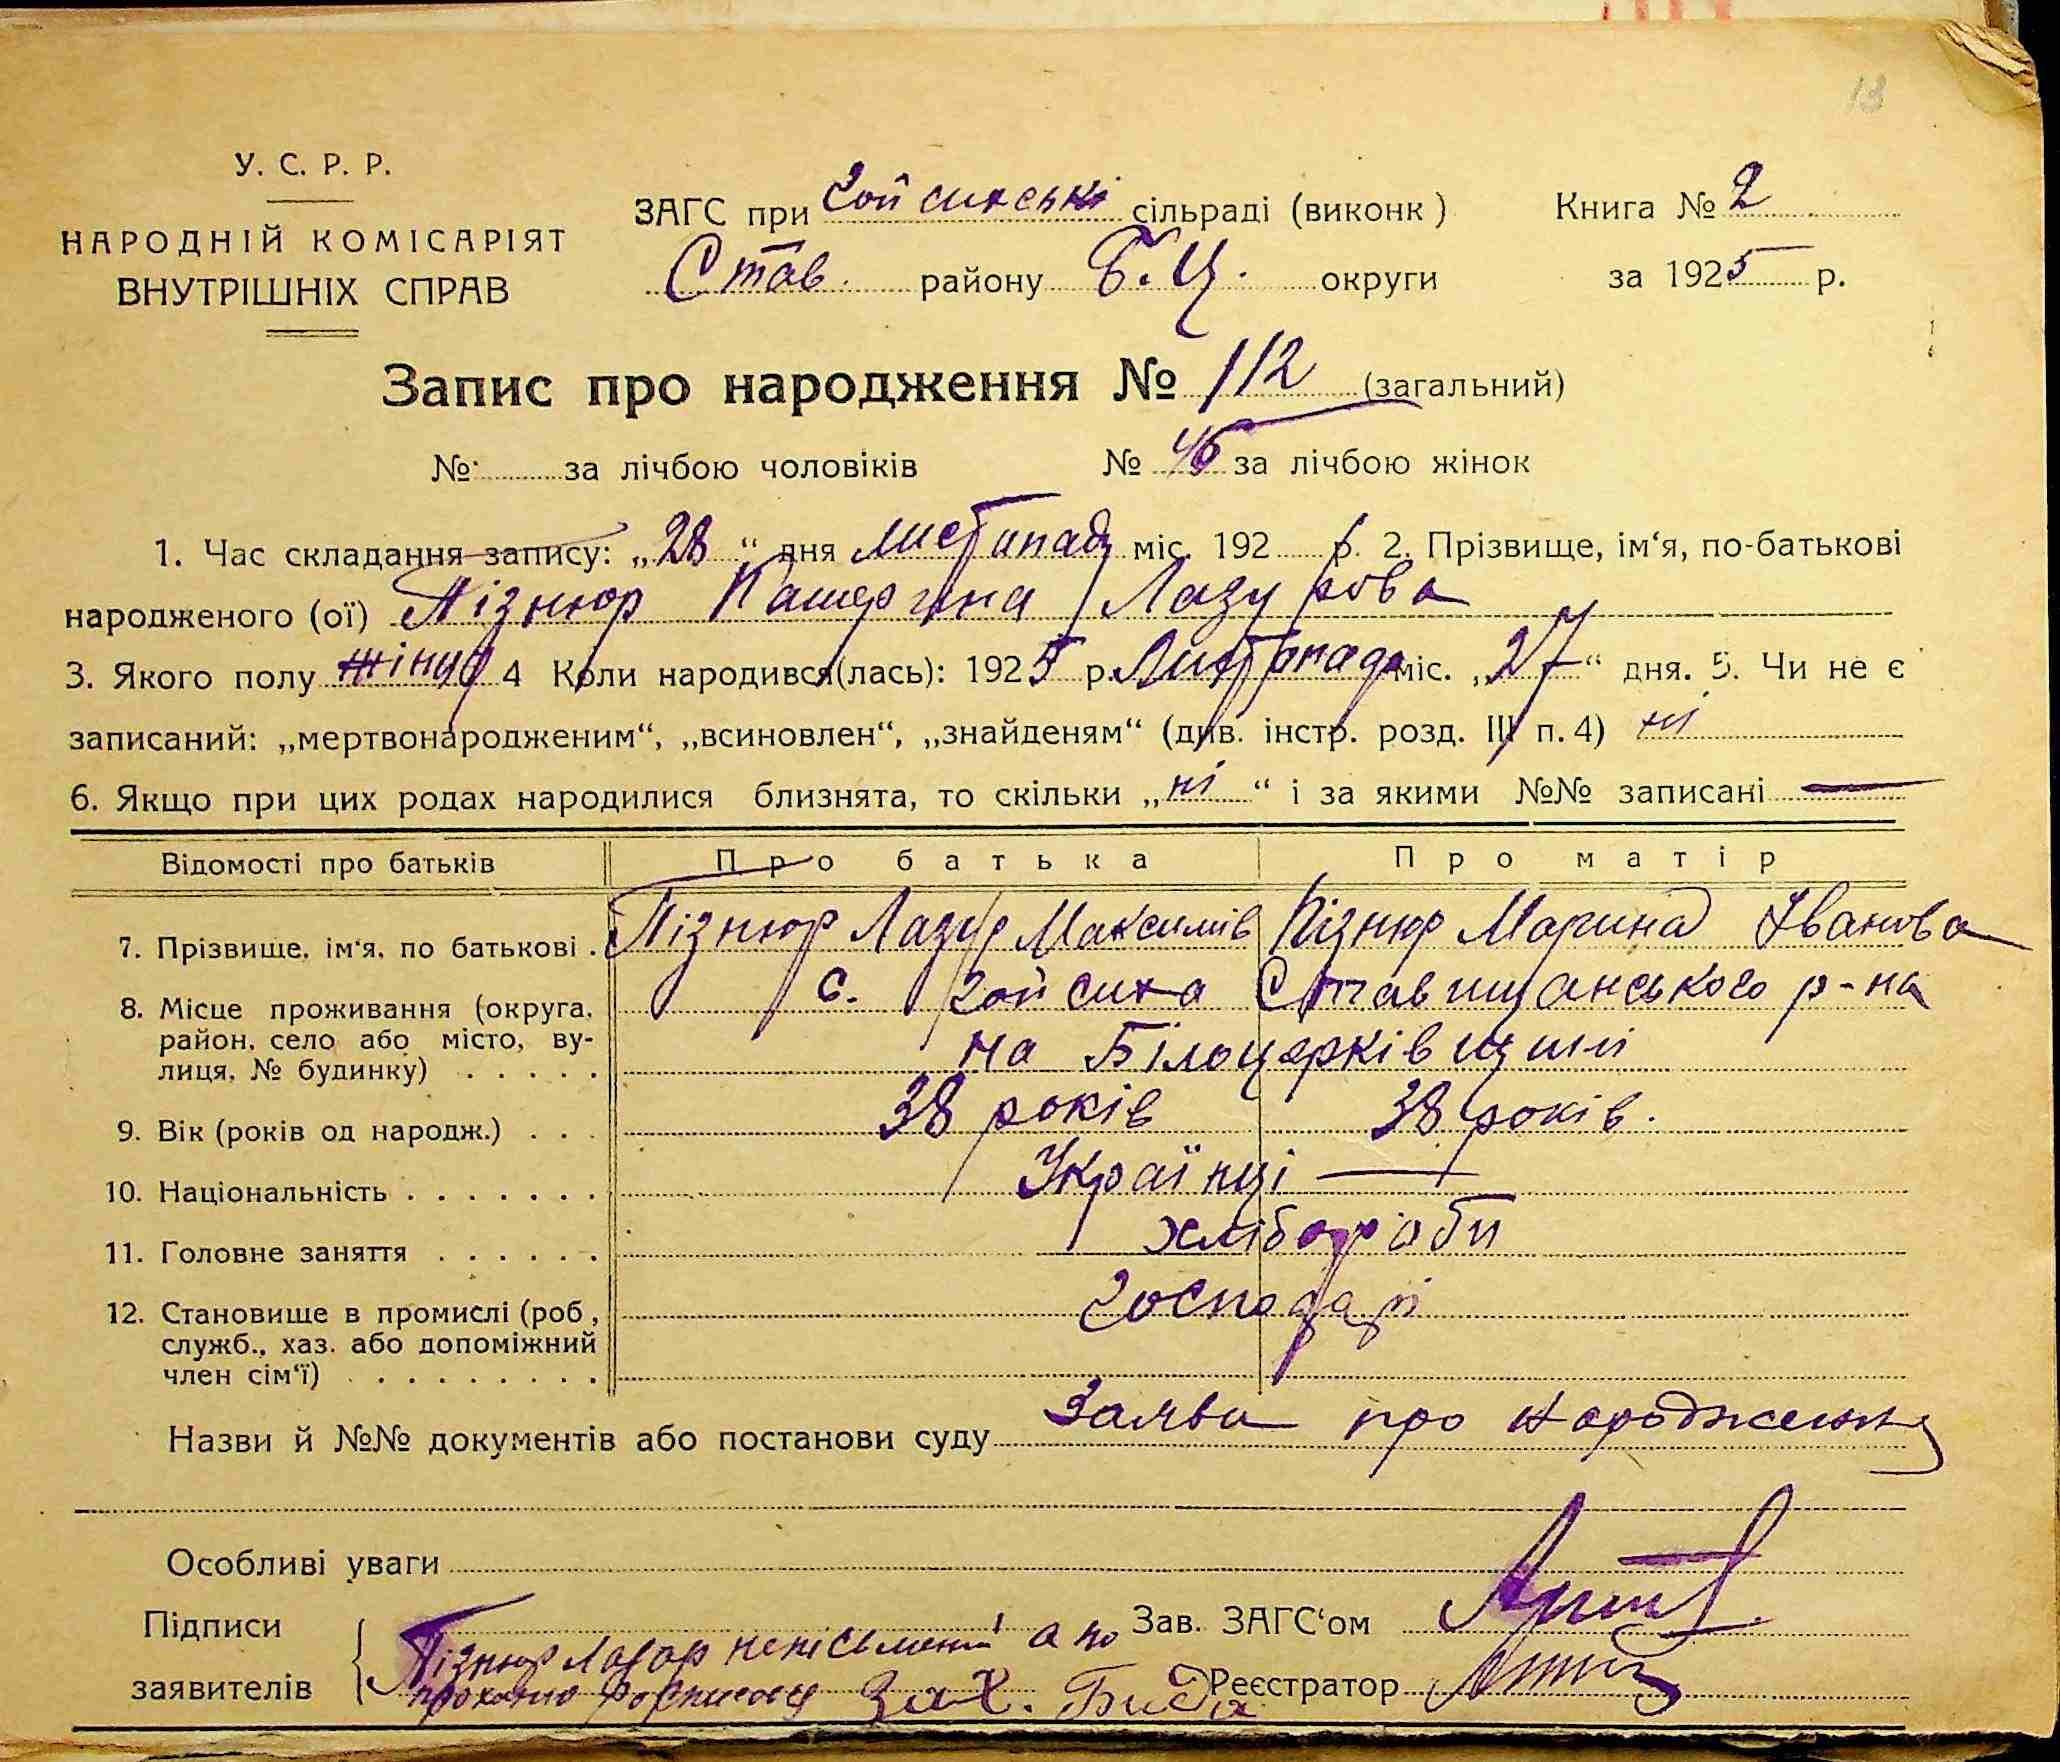 13
У. С. Р. Р.
НАРОДНІЙ КОМІСАРІЯТ
ВНУТРІШНІХ СПРАВ
ЗАГС при Гойсинські сільраді (виконк)
Став. району Б. Ц. округи
Книга № 2
за 1925 р.
Запис про народження № 112 (загальний)
№ за лічбою чоловіків № 46 за лічбою жінок
1. Час складання запису: „28“ дня листопада міс. 192 р. 2. Прізвище, ім‘я, по-батькові
народженого (ої) Пізнюр Катерина Лазурова
3. Якого полу жіноч 4 Коли народився(лась): 1925 р. Листопада міс. „27“ дня. 5. Чи не є
записаний: „мертвонародженим“, „всиновлен“, „знайденям“ (див. інстр. розд. III п. 4) ні
6. Якщо при цих родах народилися близнята, то скільки „ні“ і за якими №№ записані —
Відомості про батьків Про батька Про матір
7. Прізвище, ім‘я, по батькові . Пізнюр Лазур Максимів Пізнюр Марина Іванова
8. Місце проживання (округа, район, село або місто, вулиця, № будинку) . . . . . с. Гойсиха Ставищанського р-на
на Білоцерківщині
9. Вік (років од народж.) . . . 38 років 38 років.
10. Національність . . . . . . . Українці —
11. Головне заняття . . . . . . хлібороби
12. Становище в промислі (роб, служб., хаз. або допоміжний член сім‘ї) . . . . . . . . . Господарі
Назви й №№ документів або постанови суду Заява про народження
Особливі уваги
Підписи
заявителів
Пізнюр Лазар неписьмений а по
проханню росписався Зах. Биба
Зав. ЗАГС‘ом
Реєстратор